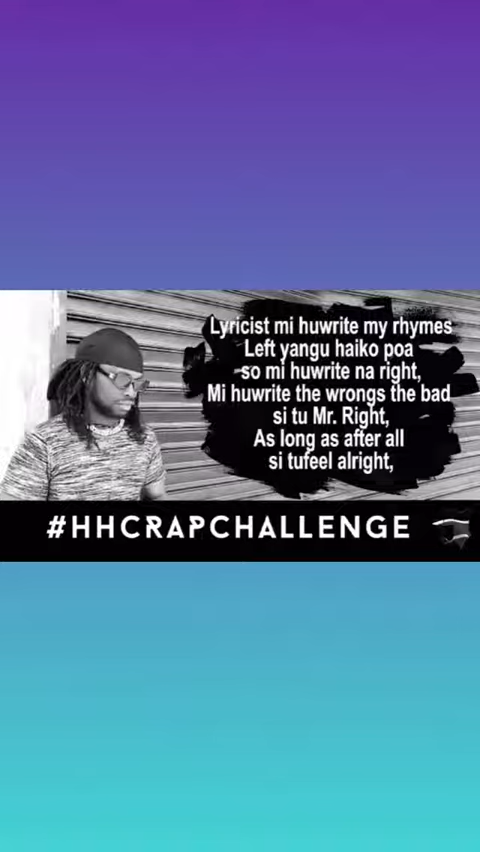 Lyricist mi huwrite my rhymes
Left yangu haiko poa
so mi huwrite na right,
Mi huwrite the wrongs the bad
si tu Mr. Right,
As long as after all
si tufeel alright,
#HHCRAPCHALLENGE